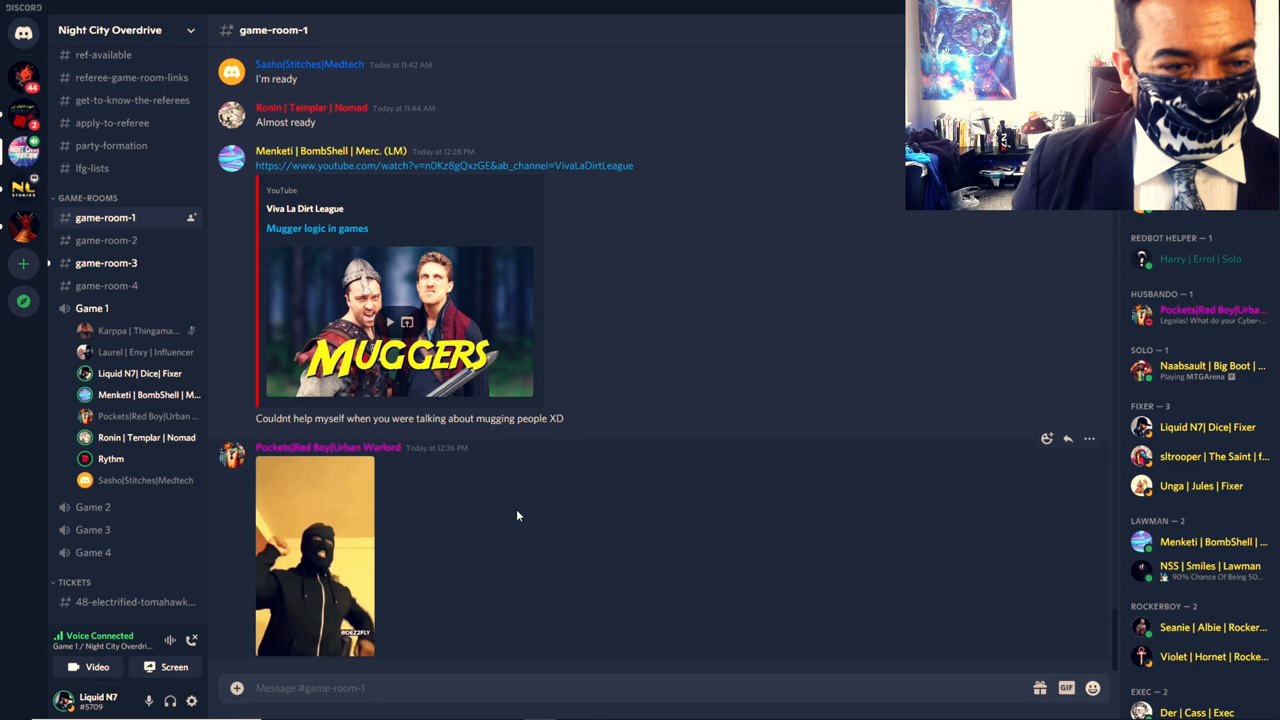 DISCORD
Night City Overdrive
ref-available
referee-game-room-links
get-to-know-the-referees
apply-to-referee
party-formation
lfg-lists
GAME-ROOMS
game-room-1
game-room-2
game-room-3
game-room-4
Game 1
Karppa | Thingama...
Laurel | Envy | Influencer
Liquid N7| Dice| Fixer
Menketi | BombShell | M...
Pockets|Red Boy|Urban ...
Ronin | Templar | Nomad
Rythm
Sasho|Stitches|Medtech
Game 2
Game 3
Game 4
TICKETS
48-electrified-tomahawk...
Voice Connected
Game 1 / Night City Overdri...
Video
Screen
Liquid N7
#5709
44
2
NL
game-room-1
Sasho|Stitches|Medtech Today at 11:42 AM
I'm ready
Ronin | Templar | Nomad Today at 11:44 AM
Almost ready
Menketi | BombShell | Merc. (LM) Today at 12:28 PM
https://www.youtube.com/watch?v=n0Kz8gQxzGE&ab_channel=VivaLaDirtLeague
YouTube
Viva La Dirt League
Mugger logic in games
MUGGERS
Couldnt help myself when you were talking about mugging people XD
Pockets|Red Boy|Urban Warlord Today at 12:36 PM
@DEZ2FLY
Message #game-room-1
GIF
REDBOT HELPER — 1
Harry | Errol | Solo
HUSBANDO — 1
Pockets|Red Boy|Urba...
Legolas! What do your Cyber-...
SOLO — 1
Naabsault | Big Boot | ...
Playing MTGArena
FIXER — 3
Liquid N7| Dice| Fixer
sltrooper | The Saint | f...
Unga | Jules | Fixer
LAWMAN — 2
Menketi | BombShell | ...
NSS | Smiles | Lawman
90% Chance Of Being 50...
ROCKERBOY — 2
Seanie | Albie | Rocker...
Violet | Hornet | Rocke...
EXEC — 2
Der | Cass | Exec